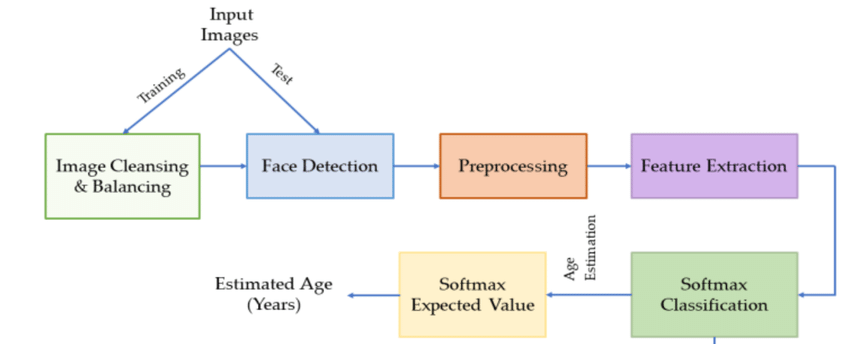 Input
Images
Training
Test
Image Cleansing
& Balancing
Face Detection
Preprocessing
Feature Extraction
Age
Estimation
Estimated Age
(Years)
Softmax
Expected Value
Softmax
Classification